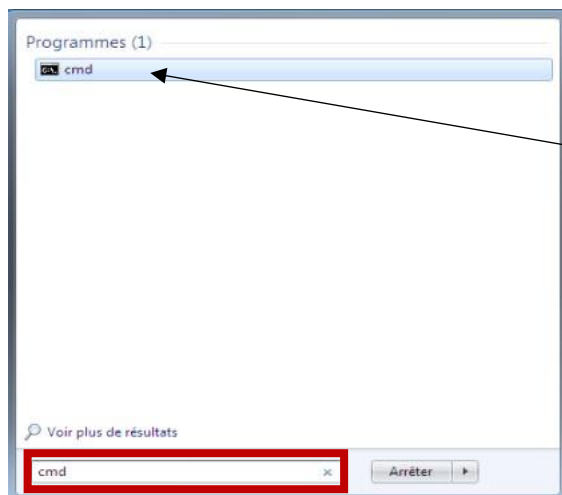 Programmes (1)
cmd
Voir plus de résultats
cmd
Arrêter